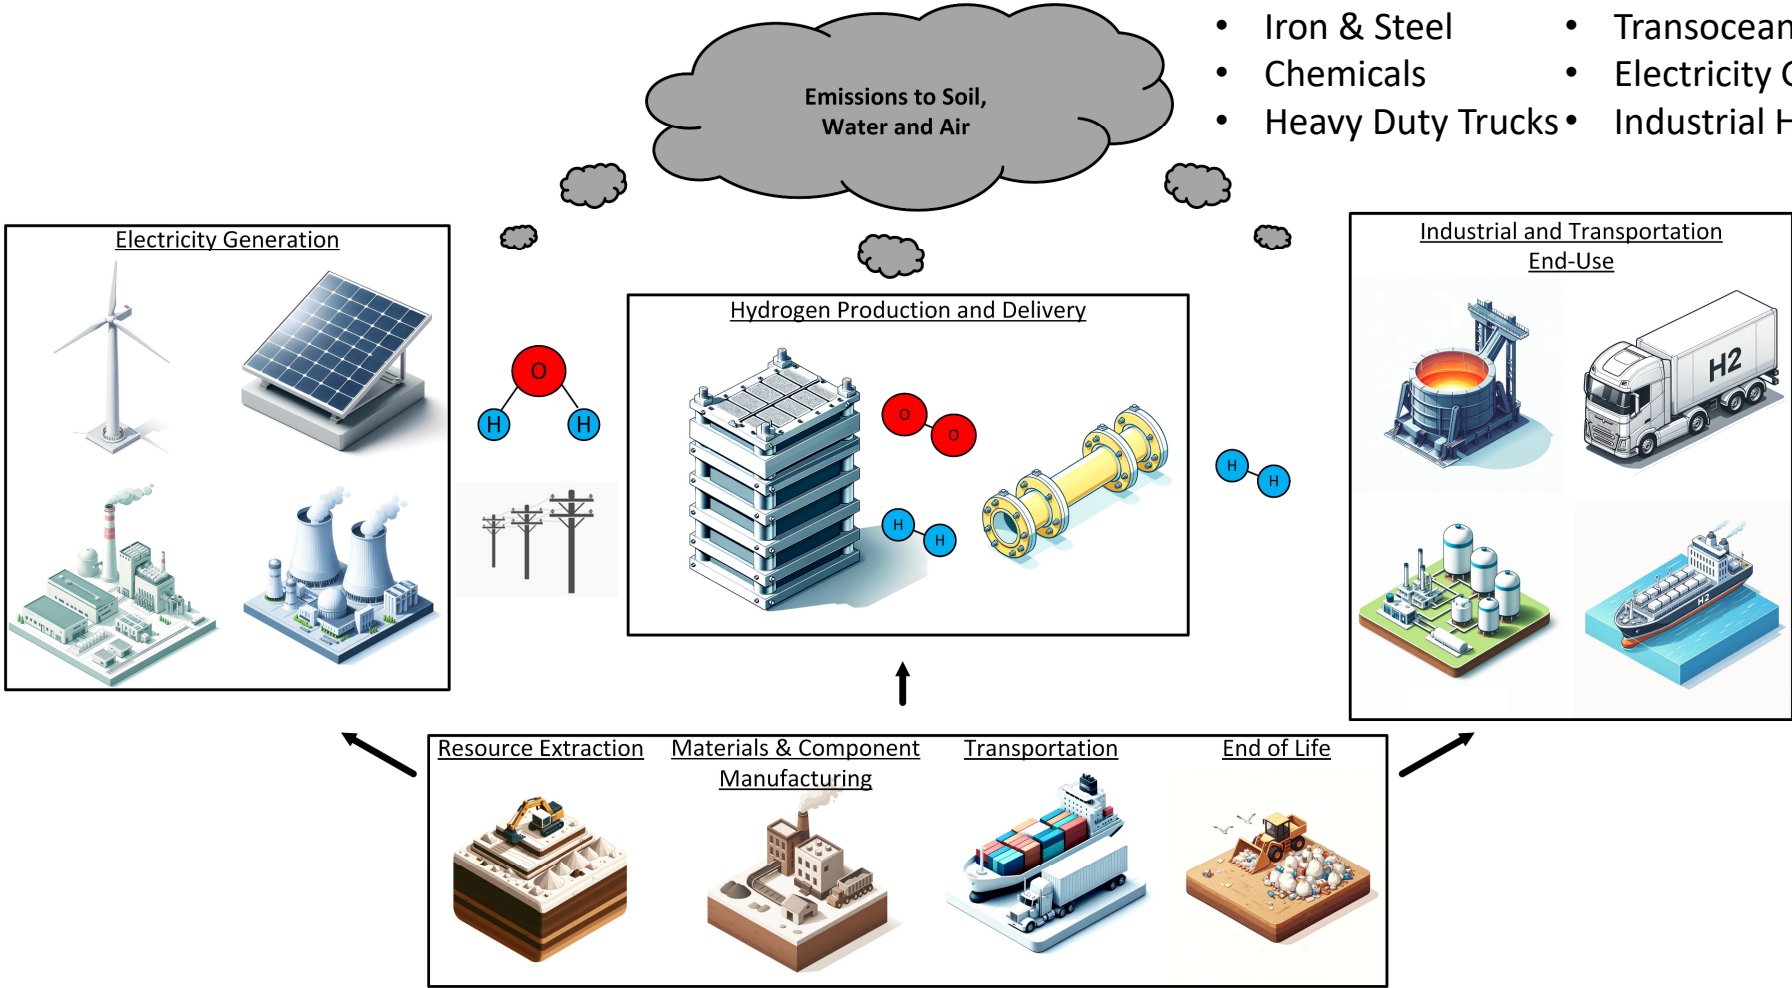 • Iron & Steel
• Chemicals
• Heavy Duty Trucks
•
• Electricity
• Industrial
Emissions to Soil,
Water and Air
Electricity Generation
Hydrogen Production and Delivery
Industrial and Transportation
End-Use
O
H H
O
O
H
H
H
H
H2
H2
Resource Extraction
Materials & Component
Manufacturing
Transportation
End of Life